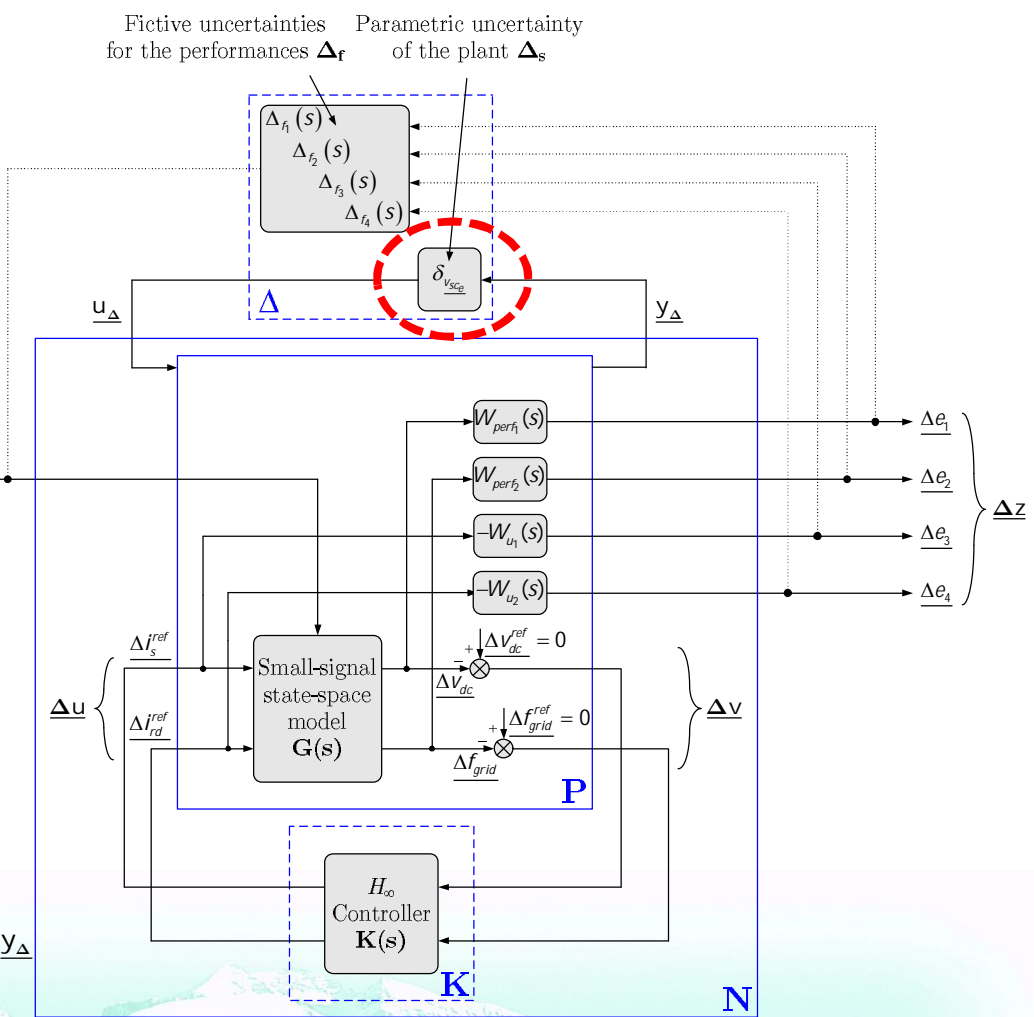 Fictive uncertainties
for the performances Δf
Parametric uncertainty
of the plant Δs
Δf1(s)
Δf2(s)
Δf3(s)
Δf4(s)
δvsce
Δ
uΔ
yΔ
Wperf1(s)
Δe1
Wperf2(s)
Δe2
Δz
−Wu1(s)
Δe3
−Wu2(s)
Δe4
Δu
Δisref
Δirdref
Small-signal
state-space
model
G(s)
+
Δvdcref = 0
−
Δvdc
+
Δfgridref = 0
−
Δfgrid
Δv
P
H∞
Controller
K(s)
K
yΔ
N